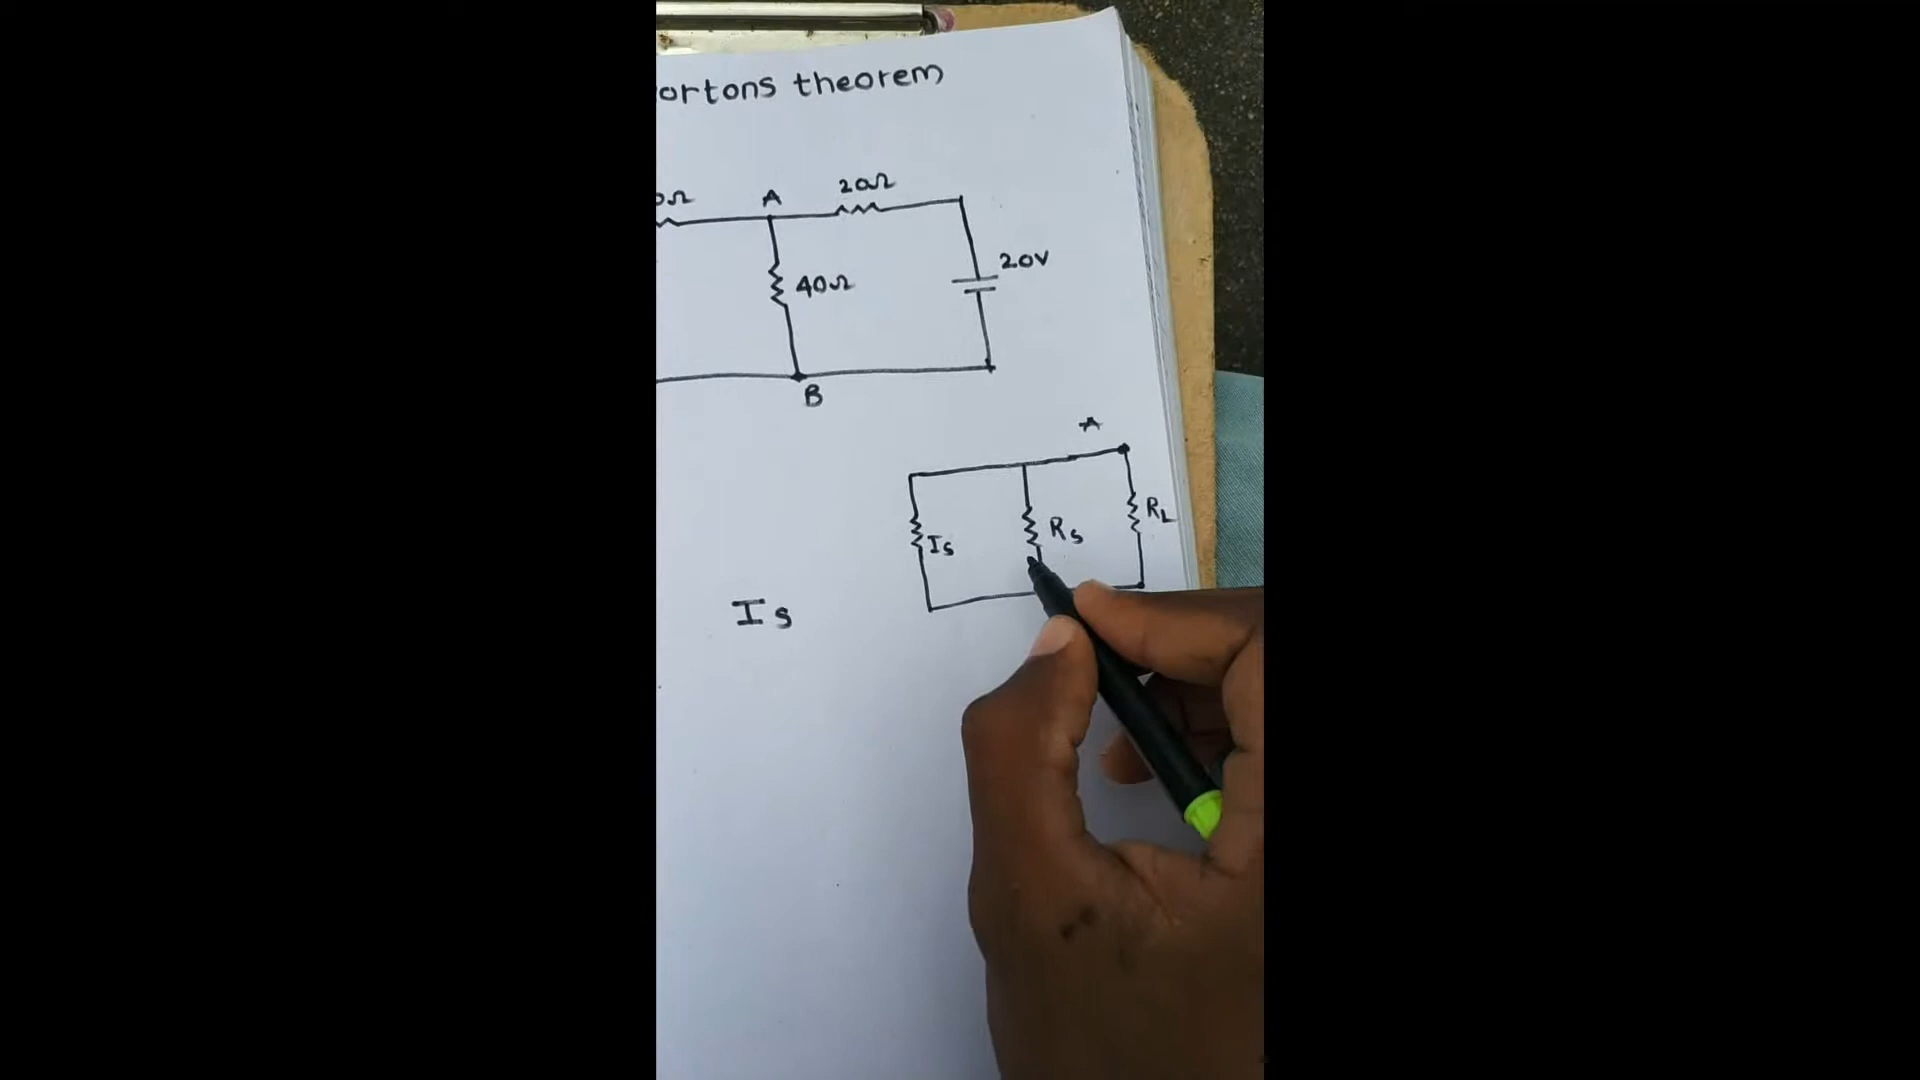 ortons theorem
A
20Ω
Ω
20V
40Ω
B
A
RL
Rs
Is
Is